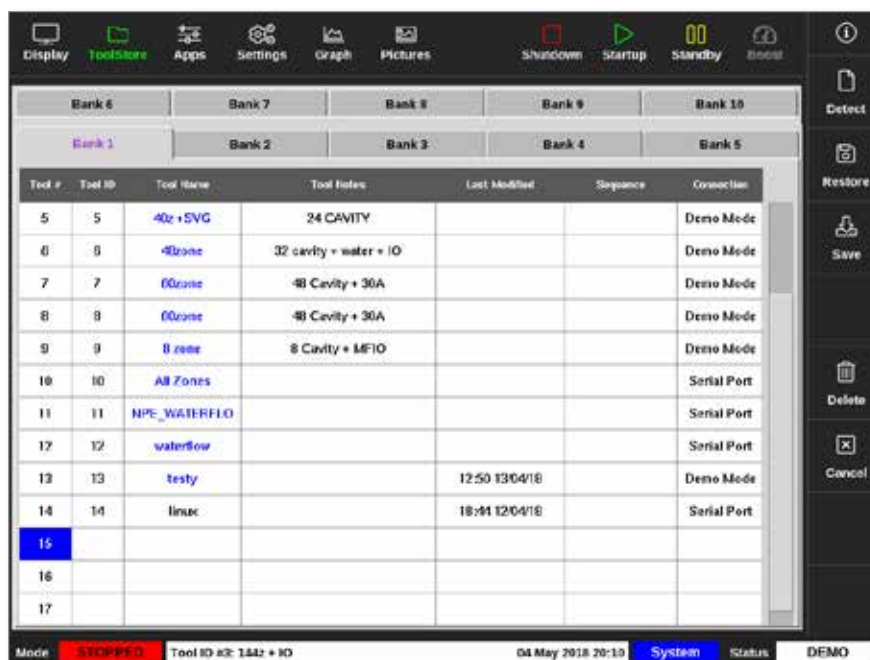 Display ToolStore Apps Settings Graph Pictures Shutdown Startup Standby Boost
Detect
Restore
Save
Delete
Cancel
Bank 6 Bank 7 Bank 8 Bank 9 Bank 10
Bank 1 Bank 2 Bank 3 Bank 4 Bank 5
Tool # Tool ID Tool Name Tool Notes Last Modified Sequence Connection
5 5 40z +SVG 24 CAVITY Demo Mode
6 6 48zone 32 cavity + water + IO Demo Mode
7 7 60zone 48 Cavity + 30A Demo Mode
8 8 60zone 48 Cavity + 30A Demo Mode
9 9 8 zone 8 Cavity + MFIO Demo Mode
10 10 All Zones Serial Port
11 11 NPE_WATERFLO Serial Port
12 12 waterflow Serial Port
13 13 testy 12:50 13/04/18 Demo Mode
14 14 linux 18:44 12/04/18 Serial Port
15
16
17
Mode STOPPED Tool ID #3: 144z + IO 04 May 2018 20:10 System Status DEMO